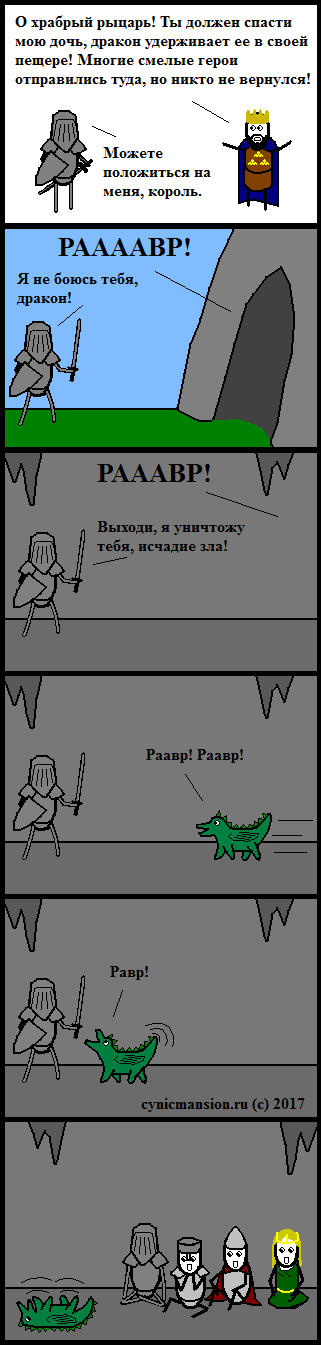 О храбрый рыцарь! Ты должен спасти
мою дочь, дракон удерживает ее в своей
пещере! Многие смелые герои
отправились туда, но никто не вернулся!
Можете
положиться на
меня, король.
РАААAВР!
Я не боюсь тебя,
дракон!
РАААВР!
Выходи, я уничтожу
тебя, исчадие зла!
Раавр! Раавр!
Равр!
cynicmansion.ru (c) 2017